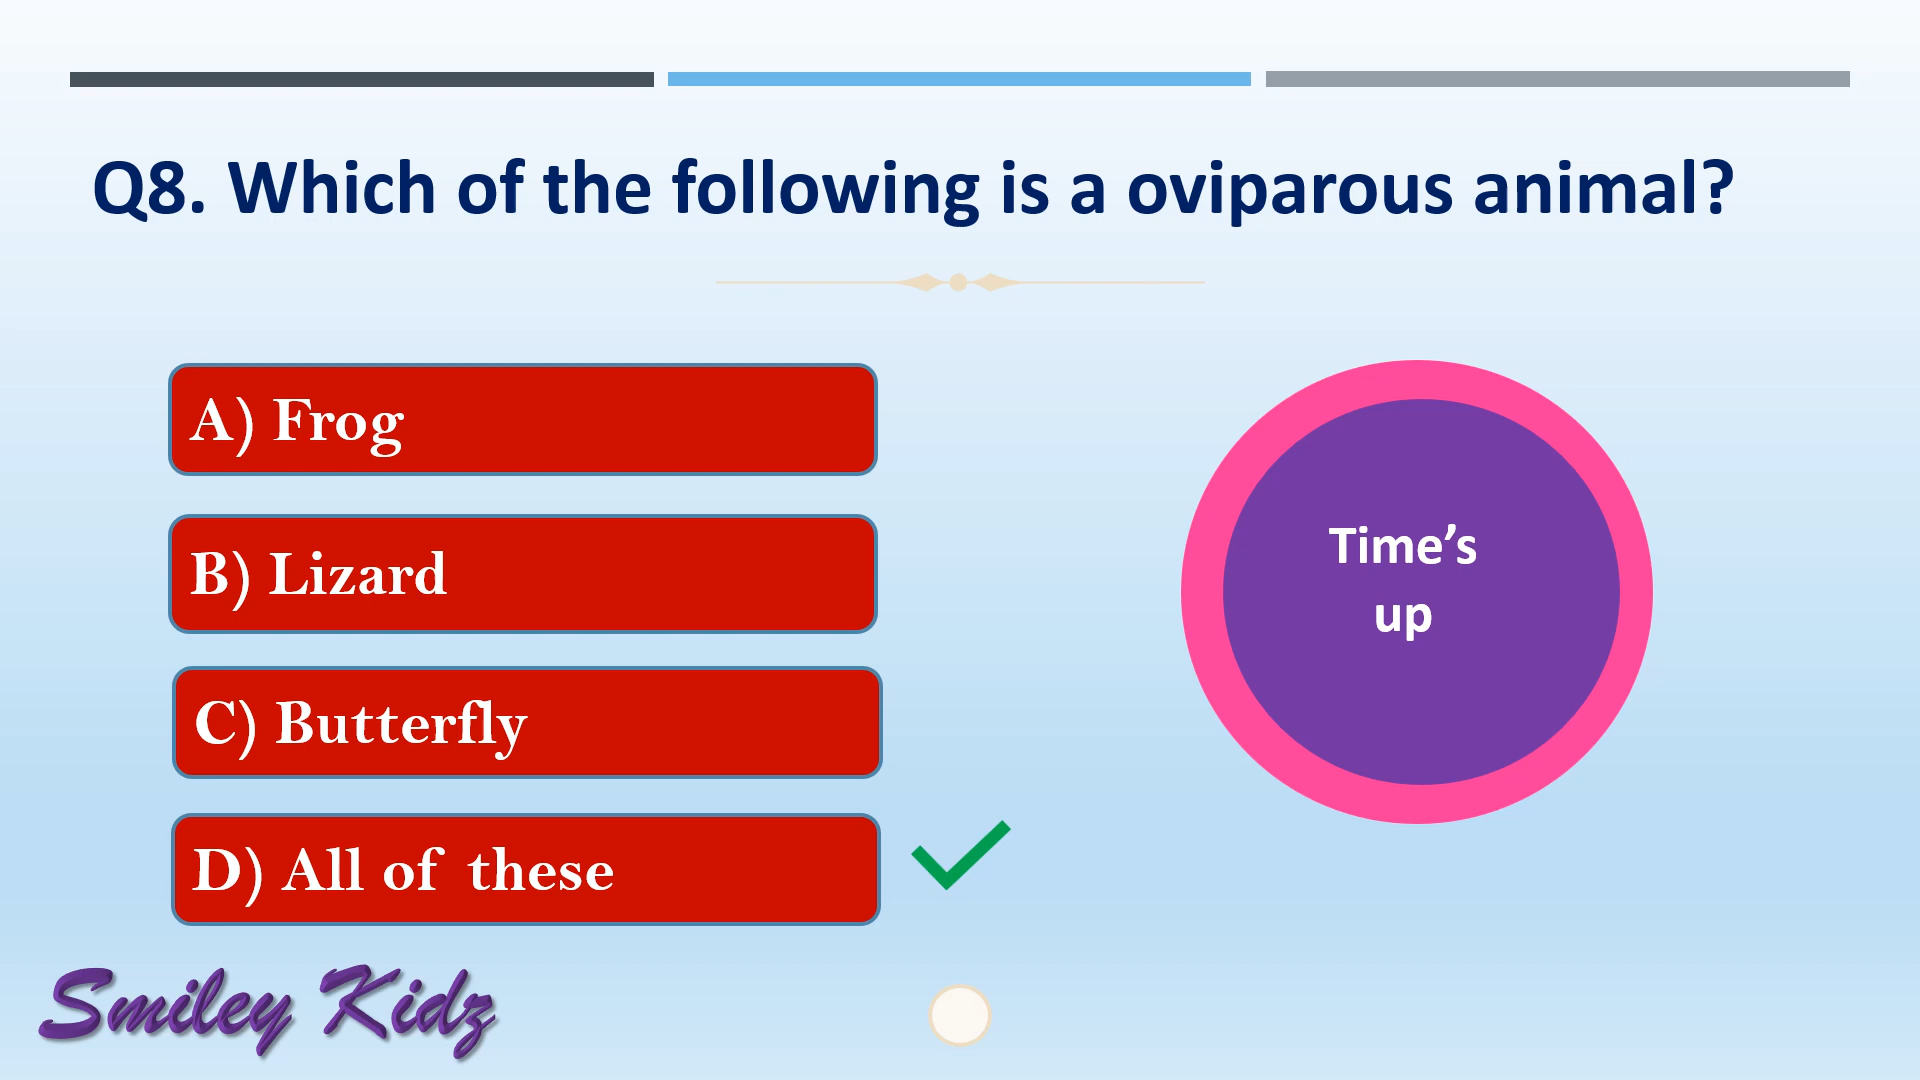 Q8. Which of the following is a oviparous animal?
A) Frog
B) Lizard
C) Butterfly
D) All of these
Time’s
up
Smiley Kidz